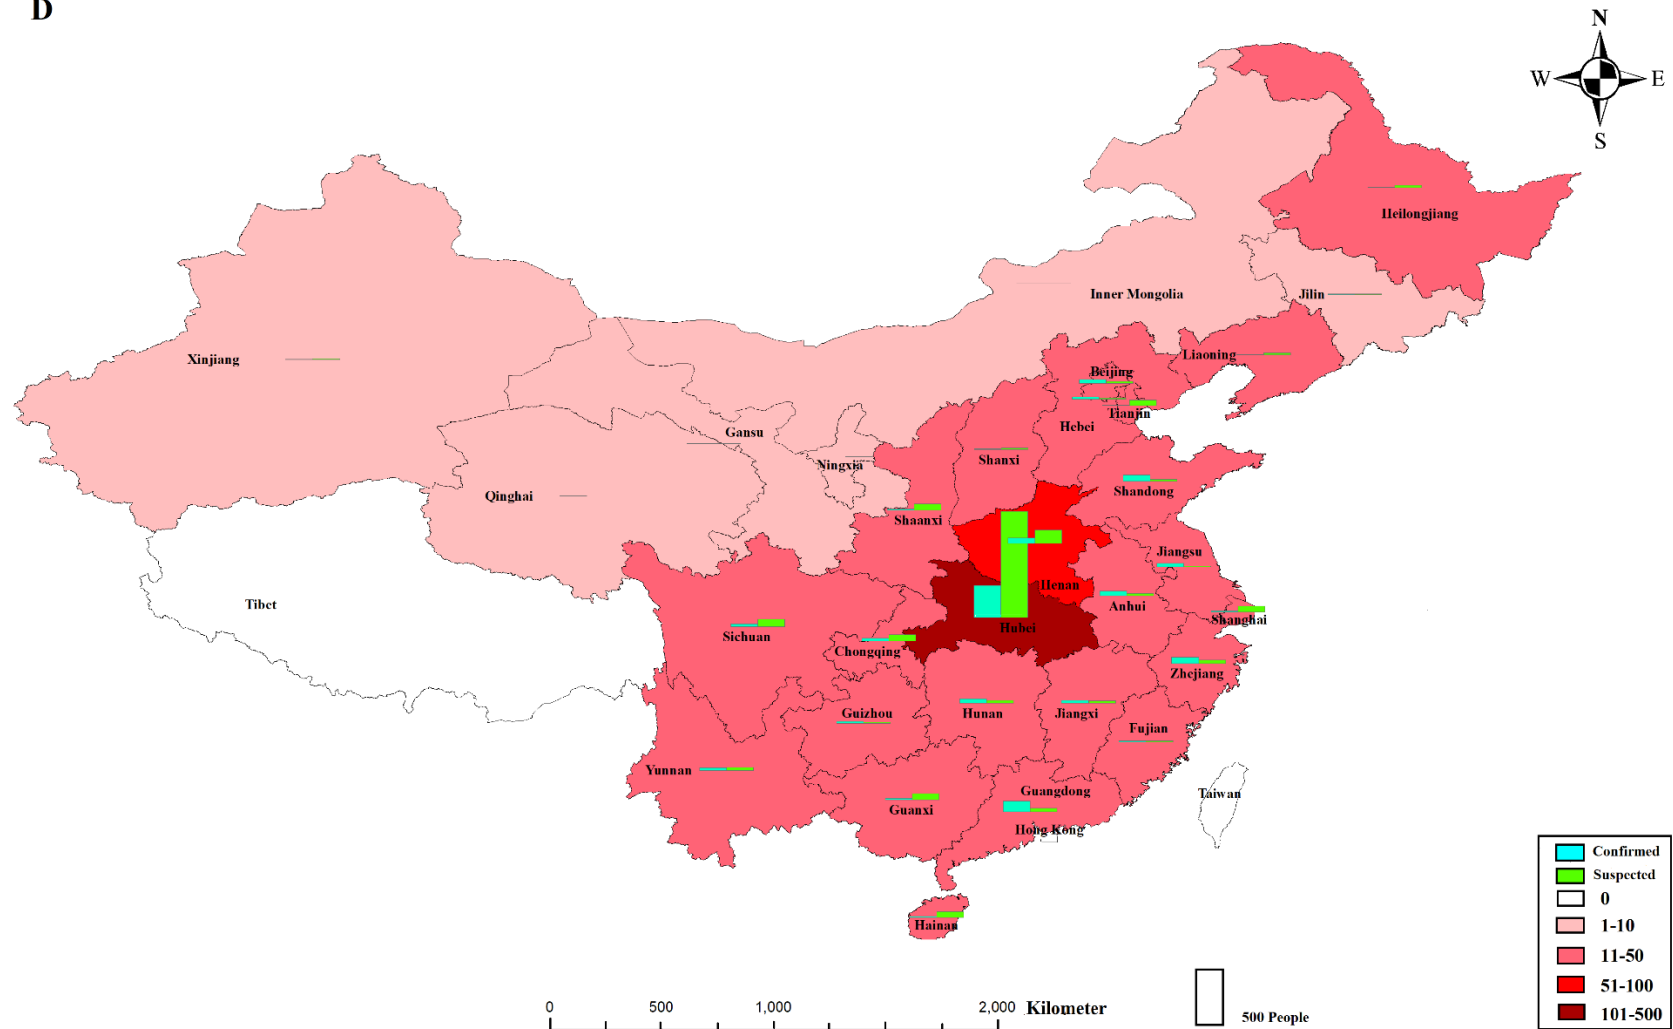 D
N
W E
S
Heilongjiang
Inner Mongolia
Jilin
Xinjiang
Liaoning
Beijing
Tianjin
Hebei
Gansu
Shanxi
Ningxia
Shandong
Qinghai
Shaanxi
Jiangsu
Henan
Tibet
Anhui
Shanghai
Hubei
Sichuan
Chongqing
Zhejiang
Guizhou
Hunan
Jiangxi
Fujian
Yunnan
Guangdong
Taiwan
Guanxi
Hong Kong
Hainan
Confirmed
Suspected
0
1-10
11-50
51-100
101-500
0 500 1,000 2,000 Kilometer
500 People